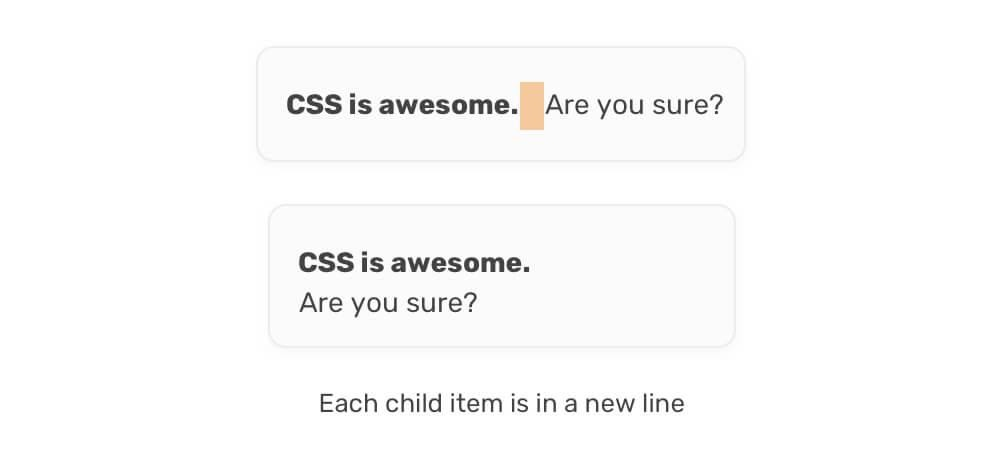 CSS is awesome. Are you sure?
CSS is awesome.
Are you sure?
Each child item is in a new line